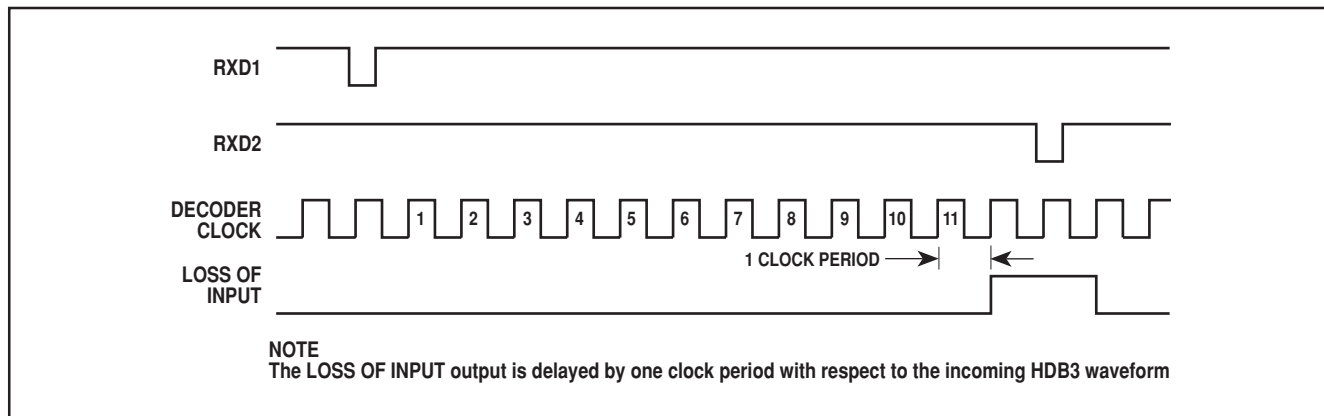 RXD1
RXD2
DECODER
CLOCK
1 2 3 4 5 6 7 8 9 10 11
1 CLOCK PERIOD
LOSS OF
INPUT
NOTE
The LOSS OF INPUT output is delayed by one clock period with respect to the incoming HDB3 waveform